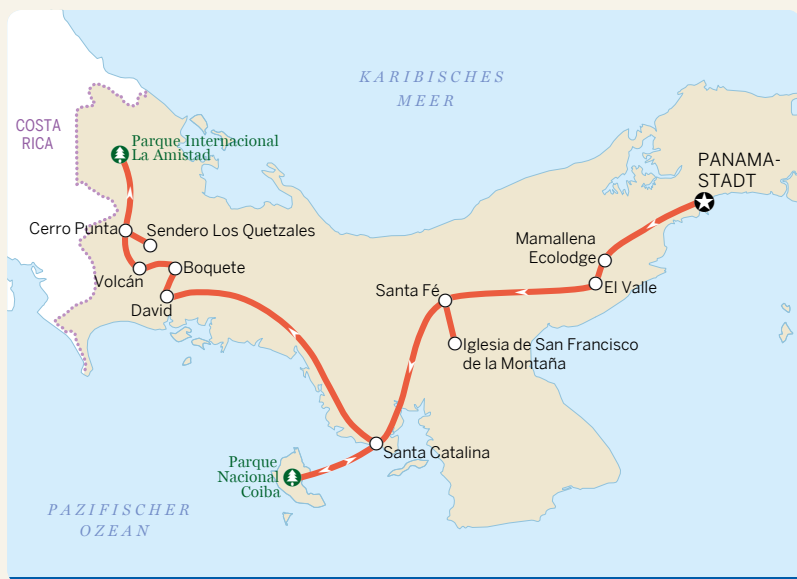 KARIBISCHES
MEER
COSTA
RICA
Parque Internacional
La Amistad
PANAMA-
STADT
Cerro Punta
Sendero Los Quetzales
Mamallena
Ecolodge
Volcán
Boquete
El Valle
David
Santa Fé
Iglesia de San Francisco
de la Montaña
Santa Catalina
Parque
Nacional
Coiba
PAZIFISCHER
OZEAN